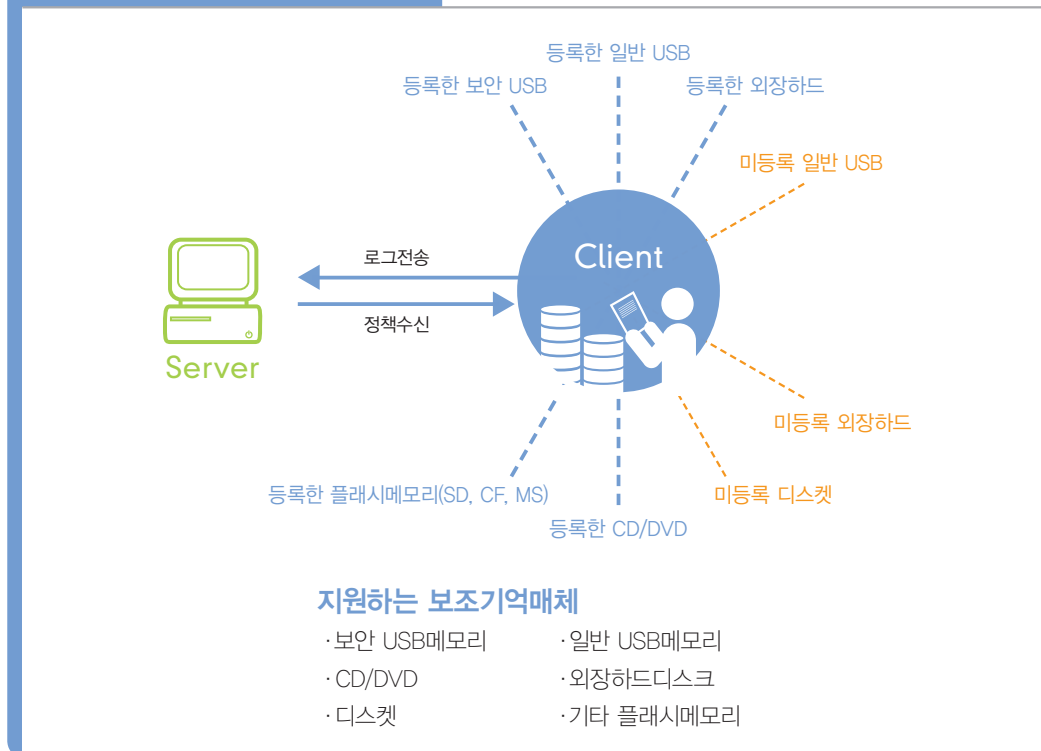 등록한 일반 USB
등록한 보안 USB
등록한 외장하드
미등록 일반 USB
Client
로그전송
정책수신
Server
미등록 외장하드
등록한 플래시메모리(SD, CF, MS)
미등록 디스켓
등록한 CD/DVD
지원하는 보조기억매체
·보안 USB메모리
·일반 USB메모리
·CD/DVD
·외장하드디스크
·디스켓
·기타 플래시메모리